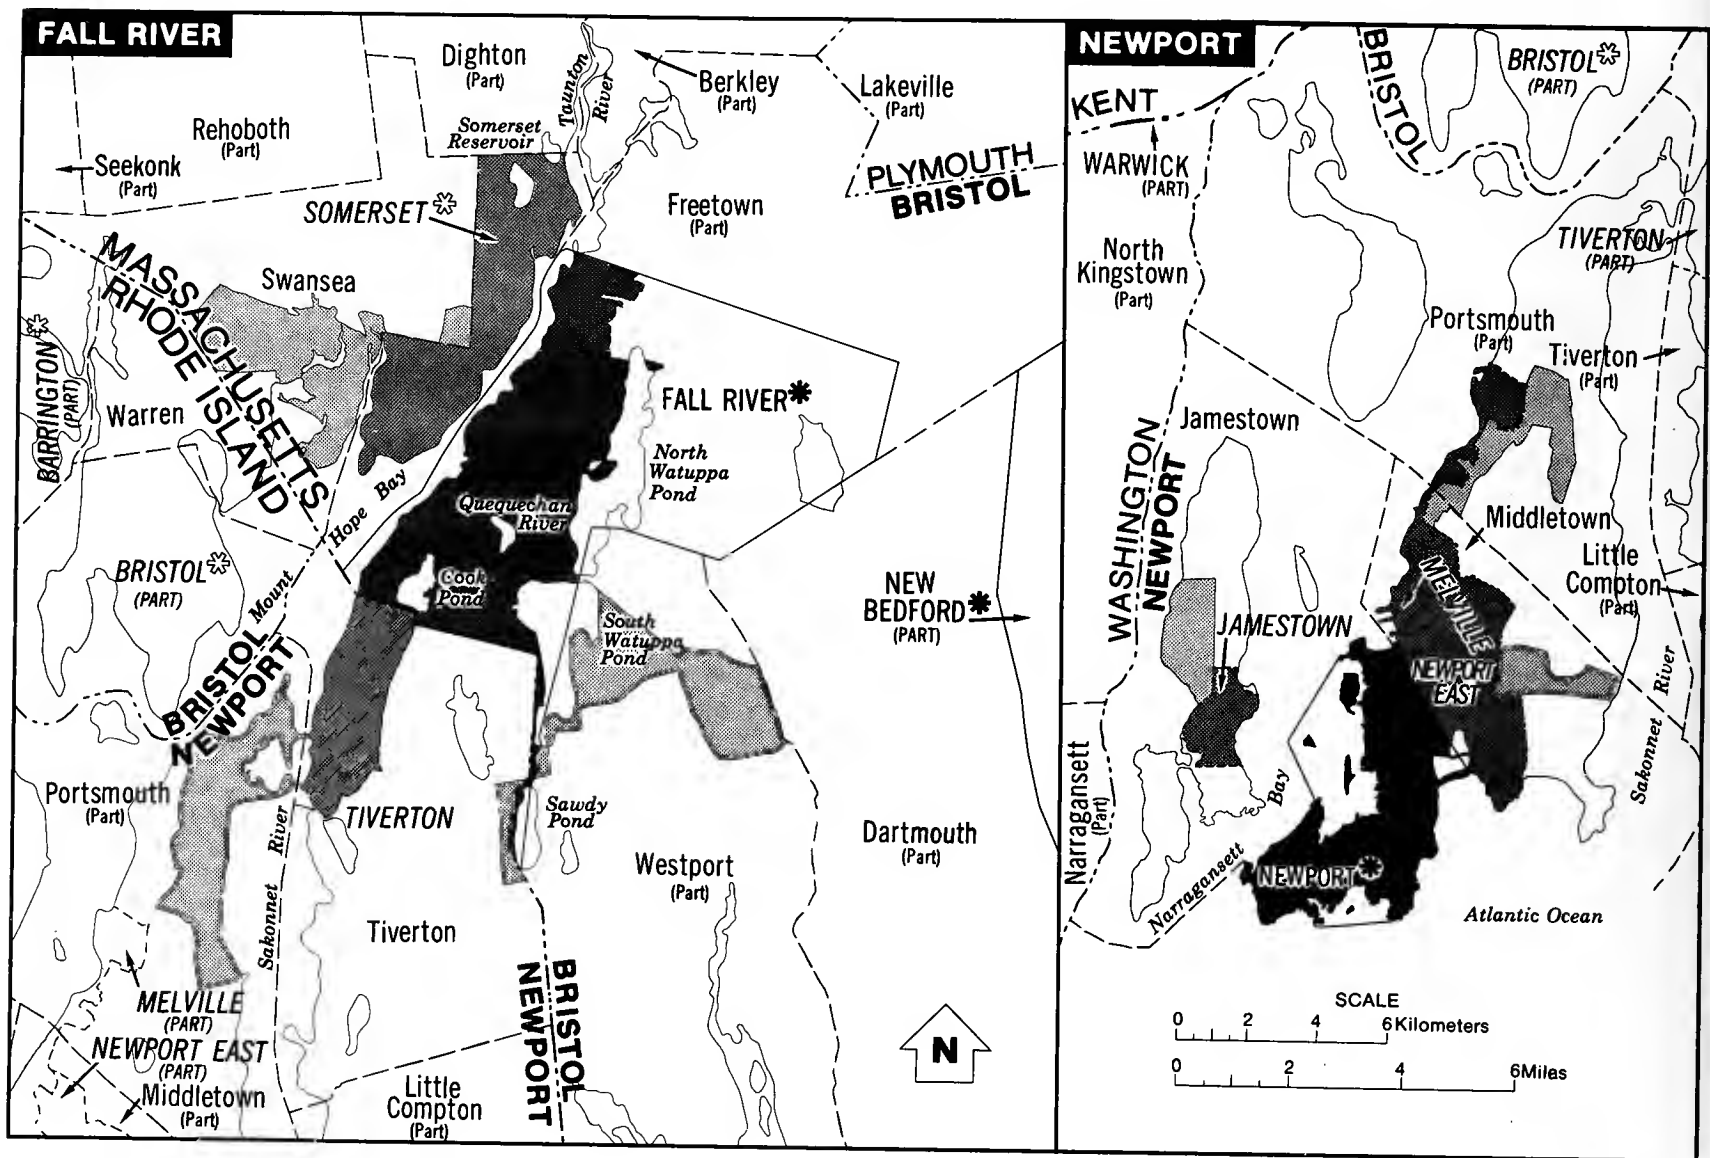 FALL RIVER
Dighton
(Part)
Taunton
River
Berkley
(Part)
Lakeville
(Part)
Rehoboth
(Part)
Somerset
Reservoir
Seekonk
(Part)
PLYMOUTH
BRISTOL
SOMERSET
Freetown
(Part)
MASSACHUSETTS
RHODE ISLAND
Swansea
BARRINGTON
(PART)
Warren
FALL RIVER*
North
Watuppa
Pond
Mount Hope Bay
Quequechan
River
BRISTOL
(PART)
Cook
Pond
NEW
BEDFORD*
(PART)
South
Watuppa
Pond
BRISTOL
NEWPORT
Portsmouth
(Part)
TIVERTON
Sawdy
Pond
Dartmouth
(Part)
Westport
(Part)
Sakonnet River
Tiverton
MELVILLE
(PART)
NEWPORT EAST
(PART)
Middletown
(Part)
Little
Compton
(Part)
BRISTOL
NEWPORT
N
NEWPORT
BRISTOL
BRISTOL
(PART)
KENT
WARWICK
(PART)
North
Kingstown
(Part)
TIVERTON
(PART)
Portsmouth
(Part)
Tiverton
(Part)
Jamestown
WASHINGTON
NEWPORT
Middletown
Little
Compton
(Part)
MELVILLE
JAMESTOWN
NEWPORT
EAST
Sakonnet River
Narragansett
(Part)
Narragansett Bay
NEWPORT*
Atlantic Ocean
SCALE
0 2 4 6 Kilometers
0 2 4 6 Miles